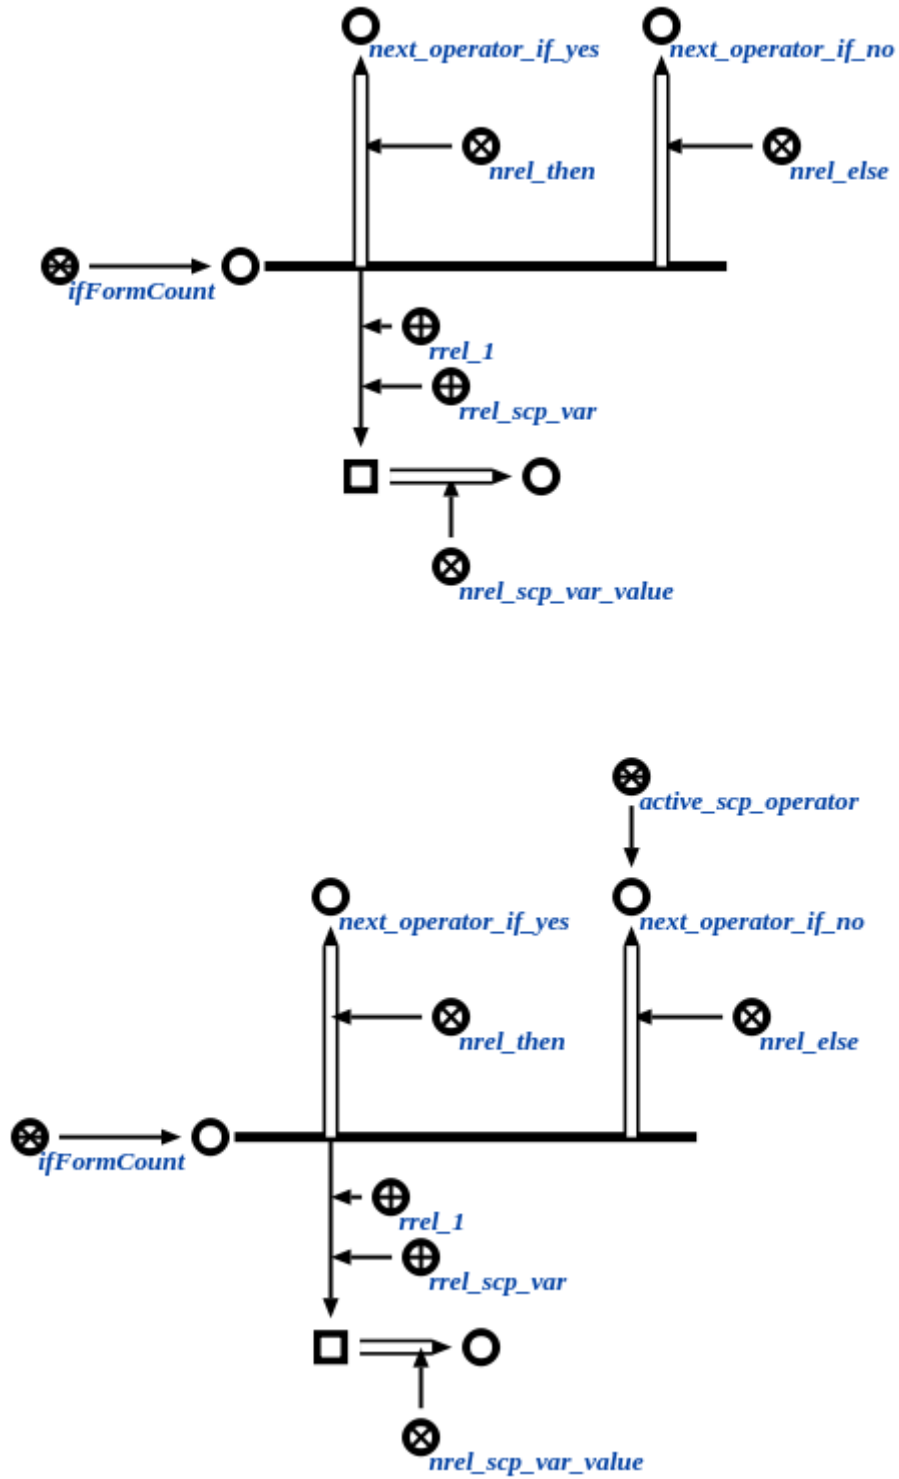 next_operator_if_yes
next_operator_if_no
nrel_then
nrel_else
ifFormCount
rrel_1
rrel_scp_var
nrel_scp_var_value
active_scp_operator
next_operator_if_yes
next_operator_if_no
nrel_then
nrel_else
ifFormCount
rrel_1
rrel_scp_var
nrel_scp_var_value